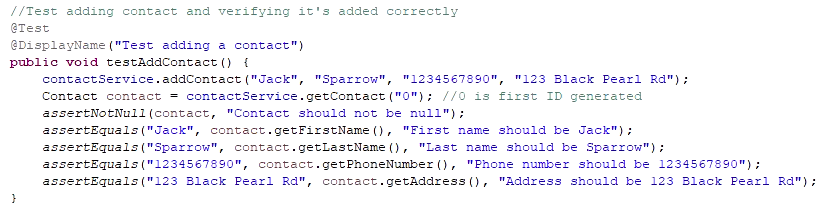 //Test adding contact and verifying it's added correctly
@Test
@DisplayName("Test adding a contact")
public void testAddContact() {
    contactService.addContact("Jack", "Sparrow", "1234567890", "123 Black Pearl Rd");
    Contact contact = contactService.getContact("0"); //0 is first ID generated
    assertNotNull(contact, "Contact should not be null");
    assertEquals("Jack", contact.getFirstName(), "First name should be Jack");
    assertEquals("Sparrow", contact.getLastName(), "Last name should be Sparrow");
    assertEquals("1234567890", contact.getPhoneNumber(), "Phone number should be 1234567890");
    assertEquals("123 Black Pearl Rd", contact.getAddress(), "Address should be 123 Black Pearl Rd");
}